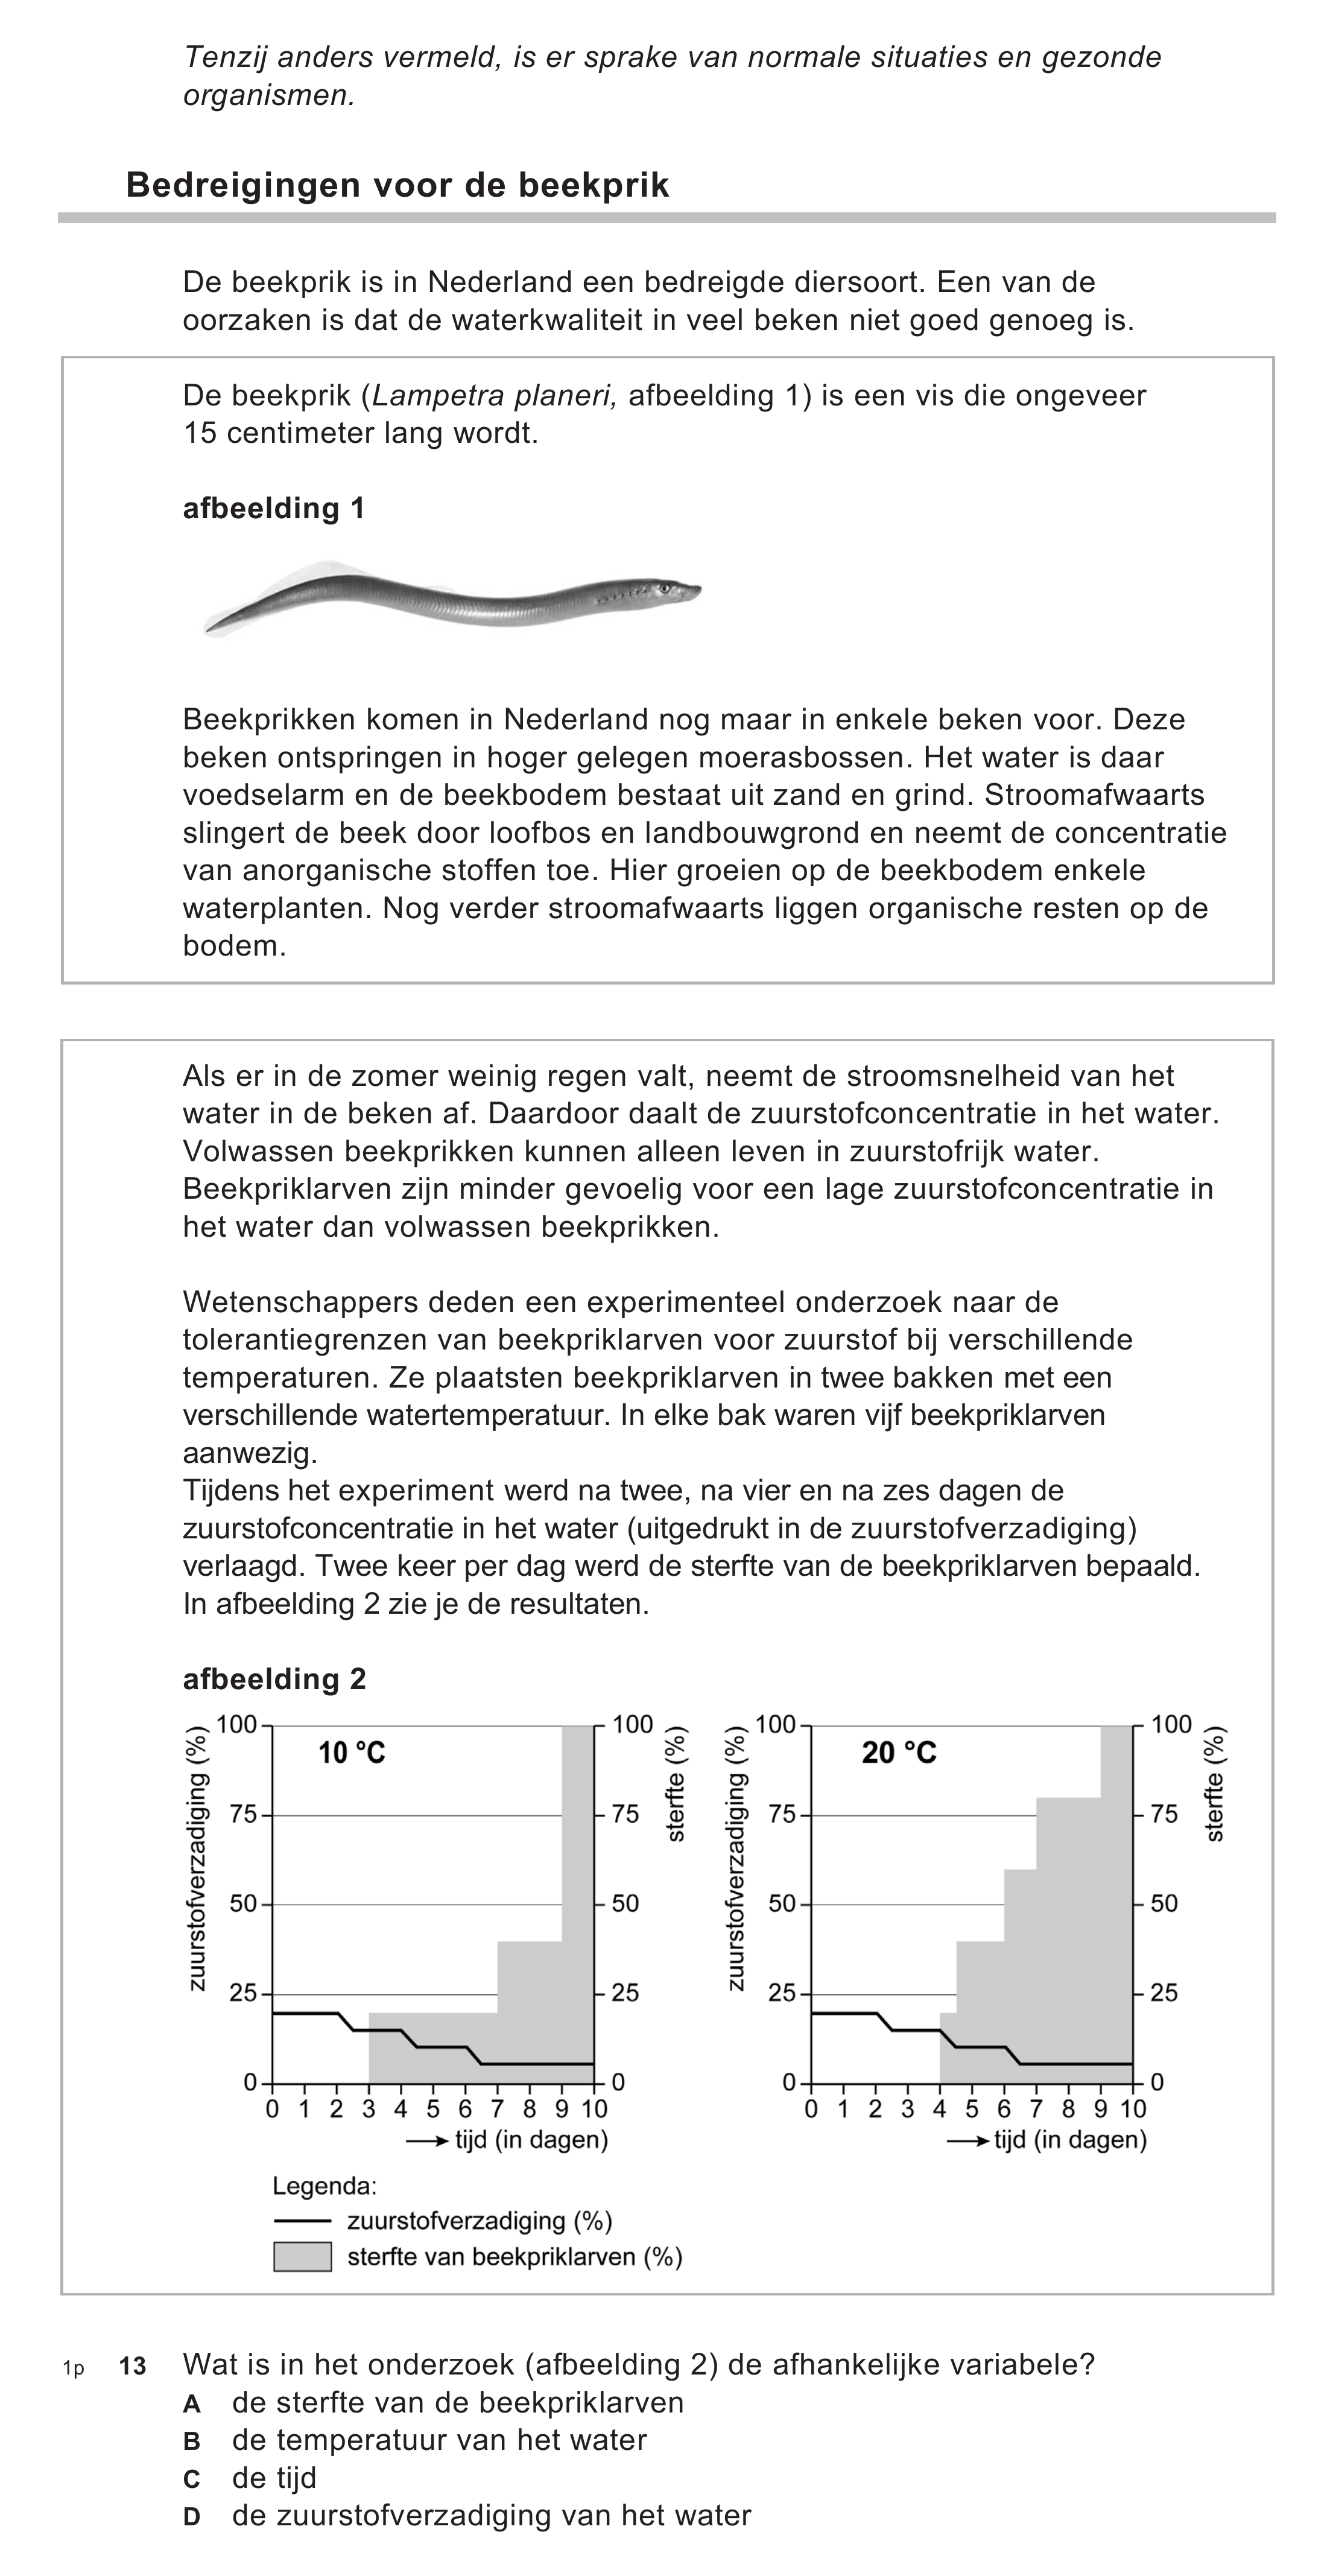 Tenzij anders vermeld, is er sprake van normale situaties en gezonde
organismen.
Bedreigingen voor de beekprik
De beekprik is in Nederland een bedreigde diersoort. Een van de
oorzaken is dat de waterkwaliteit in veel beken niet goed genoeg is.
De beekprik (Lampetra planeri, afbeelding 1) is een vis die ongeveer
15 centimeter lang wordt.
afbeelding 1
Beekprikken komen in Nederland nog maar in enkele beken voor. Deze
beken ontspringen in hoger gelegen moerasbossen. Het water is daar
voedselarm en de beekbodem bestaat uit zand en grind. Stroomafwaarts
slingert de beek door loofbos en landbouwgrond en neemt de concentratie
van anorganische stoffen toe. Hier groeien op de beekbodem enkele
waterplanten. Nog verder stroomafwaarts liggen organische resten op de
bodem.
Als er in de zomer weinig regen valt, neemt de stroomsnelheid van het
water in de beken af. Daardoor daalt de zuurstofconcentratie in het water.
Volwassen beekprikken kunnen alleen leven in zuurstofrijk water.
Beekpriklarven zijn minder gevoelig voor een lage zuurstofconcentratie in
het water dan volwassen beekprikken.
Wetenschappers deden een experimenteel onderzoek naar de
tolerantiegrenzen van beekpriklarven voor zuurstof bij verschillende
temperaturen. Ze plaatsten beekpriklarven in twee bakken met een
verschillende watertemperatuur. In elke bak waren vijf beekpriklarven
aanwezig.
Tijdens het experiment werd na twee, na vier en na zes dagen de
zuurstofconcentratie in het water (uitgedrukt in de zuurstofverzadiging)
verlaagd. Twee keer per dag werd de sterfte van de beekpriklarven bepaald.
In afbeelding 2 zie je de resultaten.
afbeelding 2
zuurstofverzadiging (%)
100
75
50
25
0
10 °C
100
75
50
25
0
sterfte (%)
0 1 2 3 4 5 6 7 8 9 10
tijd (in dagen)
zuurstofverzadiging (%)
100
75
50
25
0
20 °C
100
75
50
25
0
sterfte (%)
0 1 2 3 4 5 6 7 8 9 10
tijd (in dagen)
Legenda:
zuurstofverzadiging (%)
sterfte van beekpriklarven (%)
1p 13 Wat is in het onderzoek (afbeelding 2) de afhankelijke variabele?
A de sterfte van de beekpriklarven
B de temperatuur van het water
C de tijd
D de zuurstofverzadiging van het water